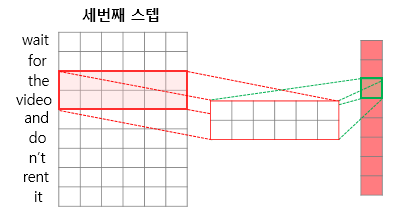 세번째 스텝
wait
for
the
video
and
do
n't
rent
it